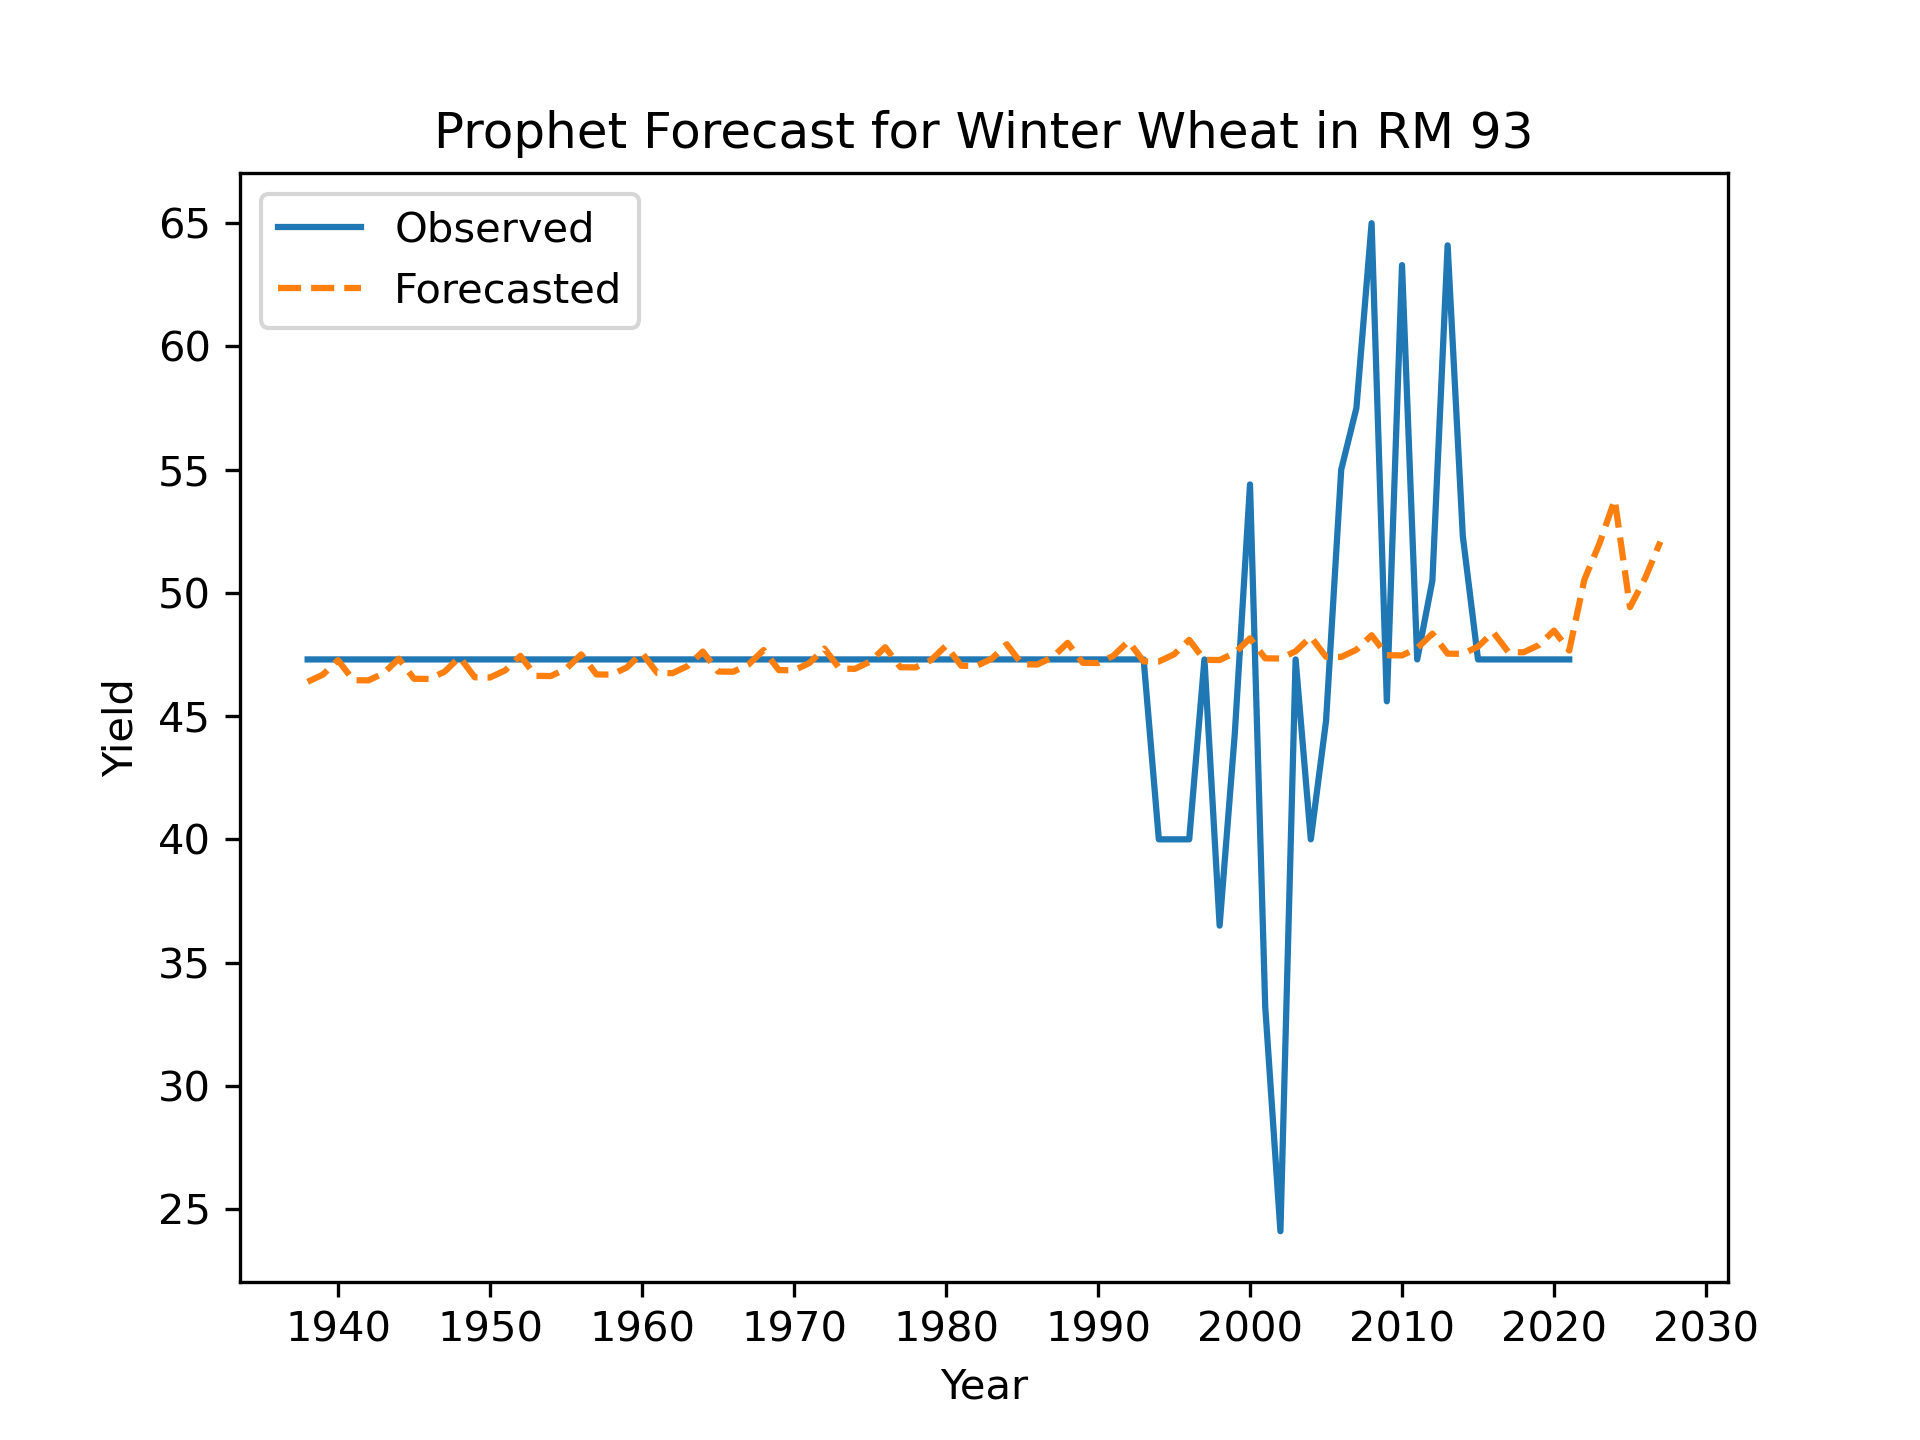 Prophet Forecast for Winter Wheat in RM 93
Observed
Forecasted
65
60
55
50
45
40
35
30
25
Yield
1940 1950 1960 1970 1980 1990 2000 2010 2020 2030
Year